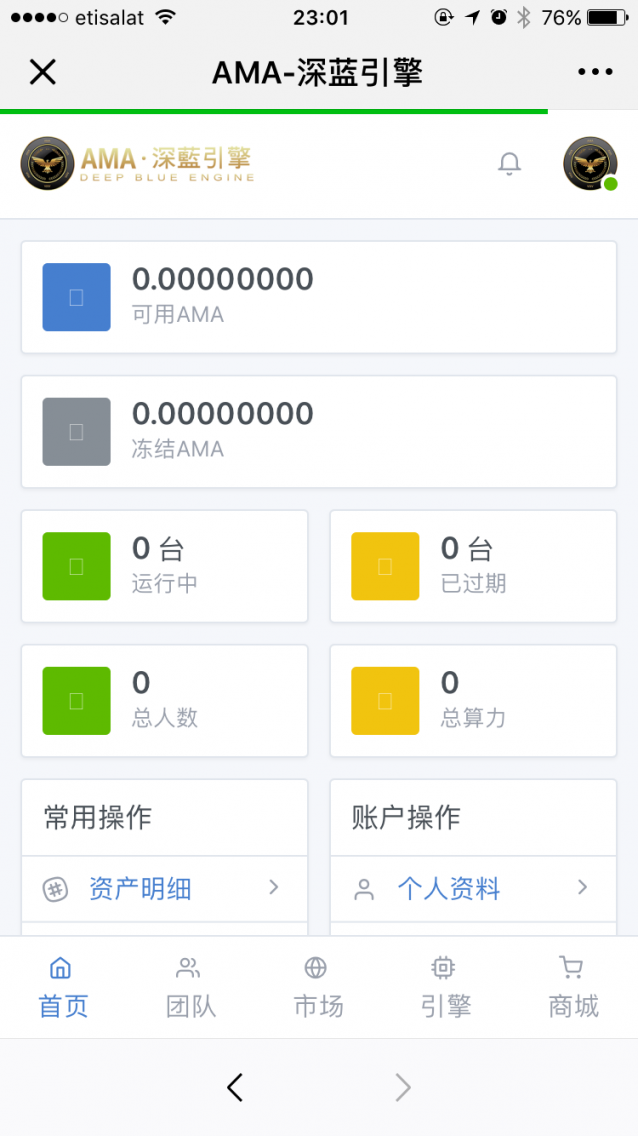 etisalat 23:01 76%
AMA-深蓝引擎
AMA·深藍引擎
DEEP BLUE ENGINE
0.00000000
可用AMA
0.00000000
冻结AMA
0 台
运行中
0 台
已过期
0
总人数
0
总算力
常用操作
资产明细
账户操作
个人资料
首页 团队 市场 引擎 商城